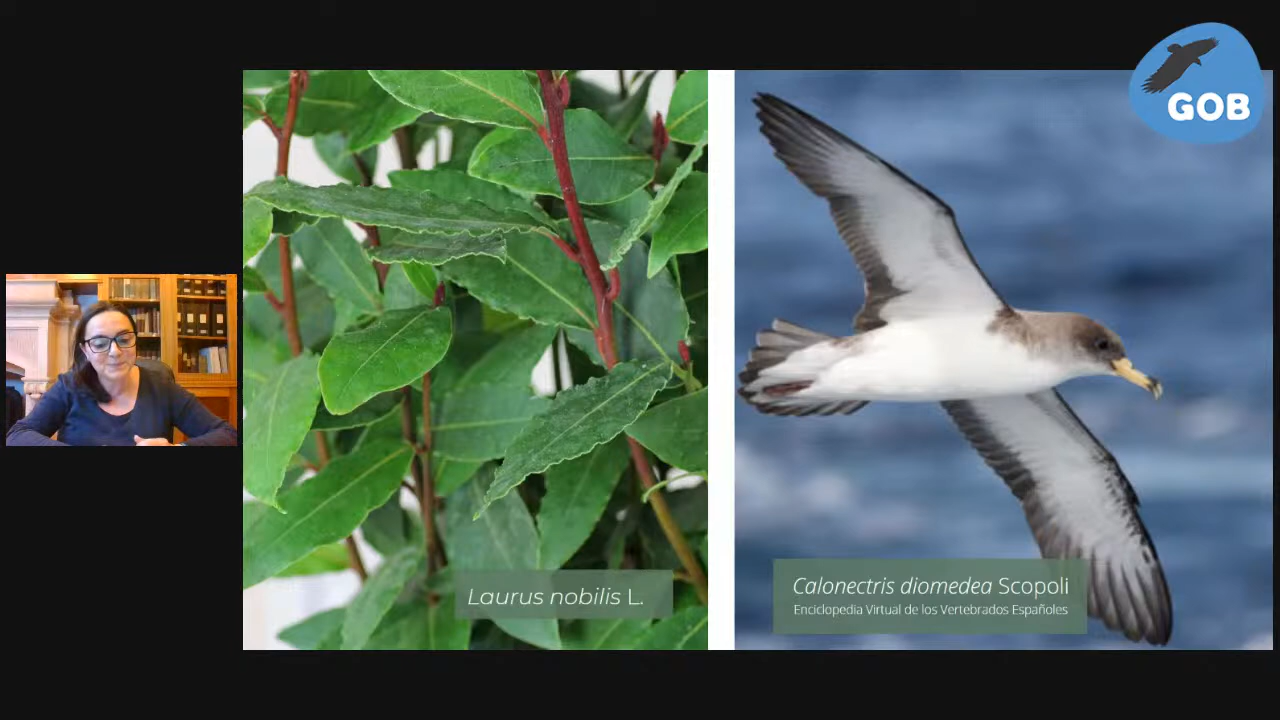 GOB
Laurus nobilis L.
Calonectris diomedea Scopoli
Enciclopedia Virtual de los Vertebrados Españoles